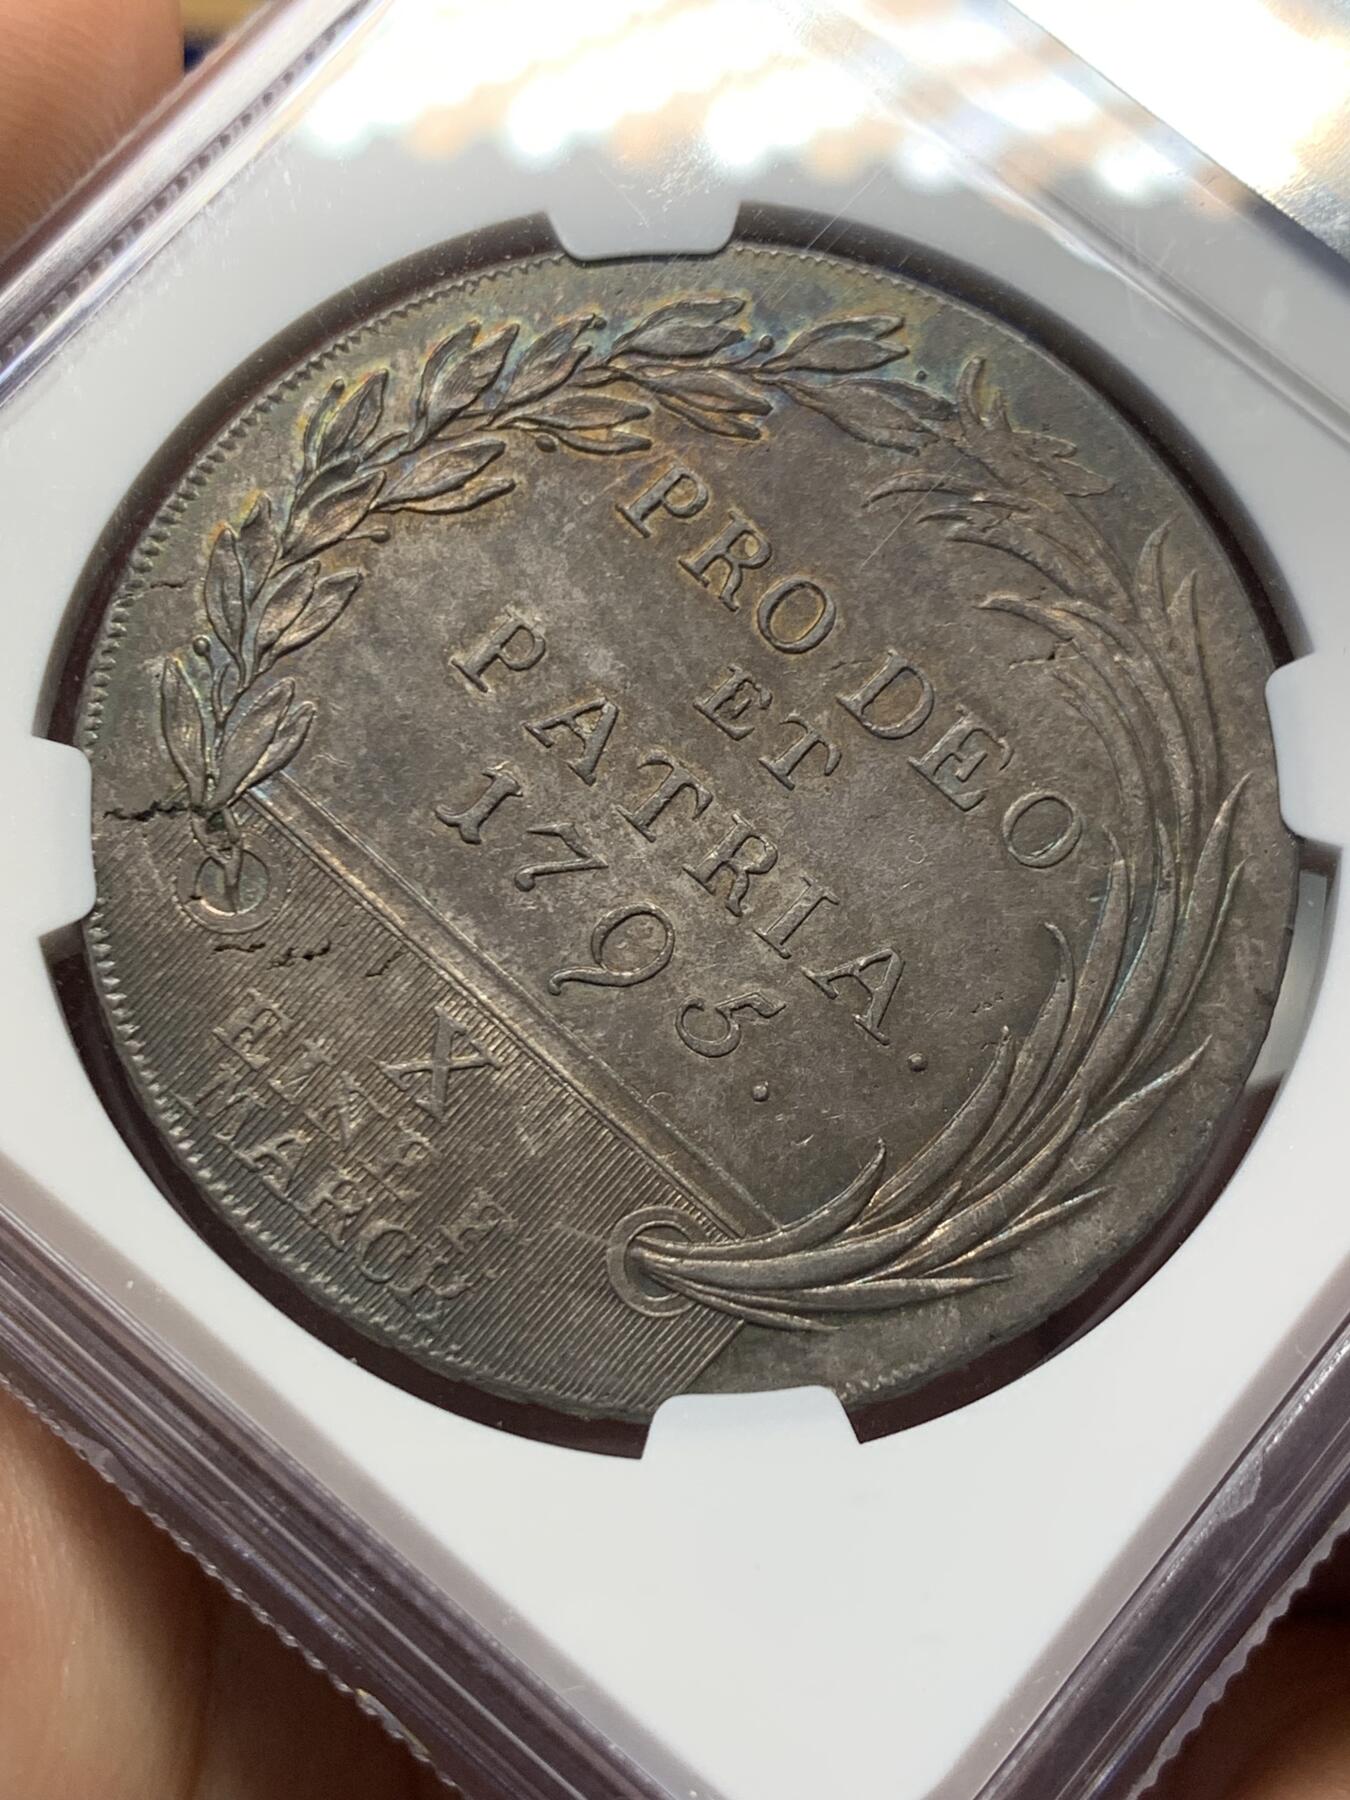 PRO DEO
ET
PATRIA.
1795.
X
EINE F
MARCK